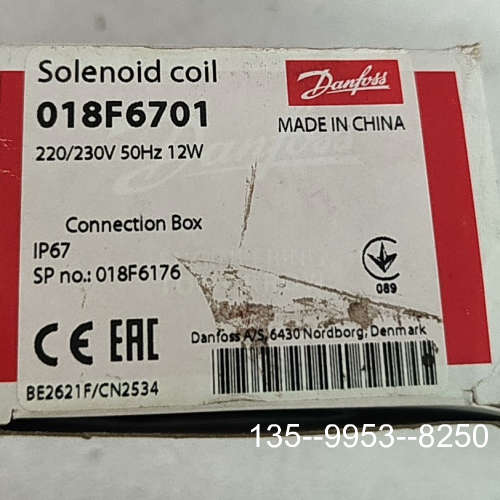 Solenoid coil
Danfoss
018F6701
MADE IN CHINA
220/230V 50Hz 12W
Connection Box
IP67
SP no.: 018F6176
089
Danfoss A/S, 6430 Nordborg, Denmark
CE EAC
BE2621F/CN2534
135--9953--8250